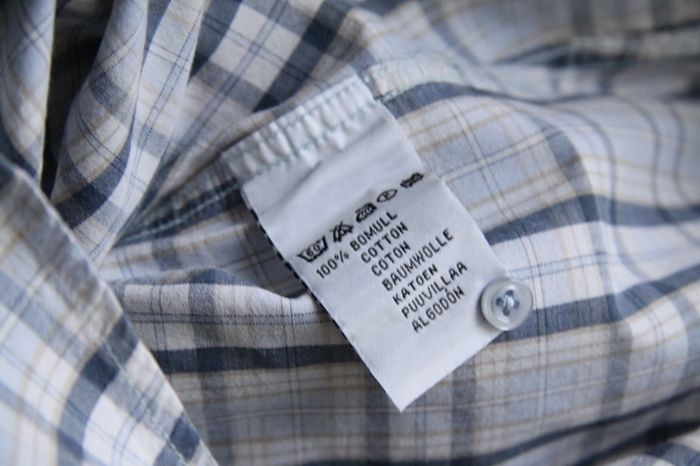 100% BOMULL
COTTON
COTON
BAUMWOLLE
KATOEN
PUUVILLAA
ALGODÓN